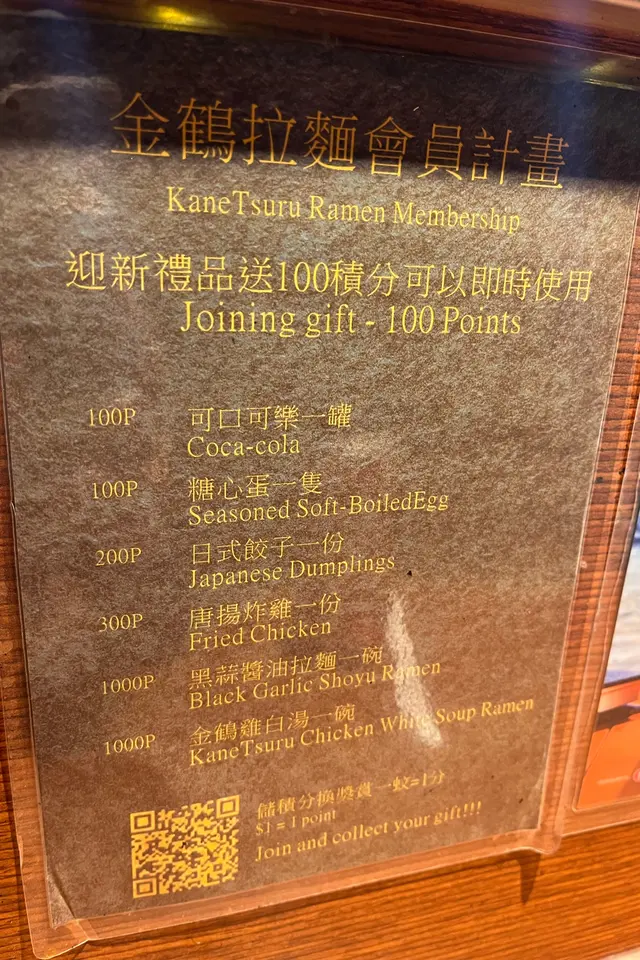 金鶴拉麵會員計畫
KaneTsuru Ramen Membership
迎新禮品送100積分可以即時使用
Joining gift - 100 Points
100P 可口可樂一罐
Coca-cola
100P 糖心蛋一隻
Seasoned Soft-BoiledEgg
200P 日式餃子一份
Japanese Dumplings
300P 唐揚炸雞一份
Fried Chicken
1000P 黑蒜醬油拉麵一碗
Black Garlic Shoyu Ramen
1000P 金鶴雞白湯一碗
KaneTsuru Chicken White Soup Ramen
儲積分換獎賞一蚊=1分
$1 = 1 point
Join and collect your gift!!!